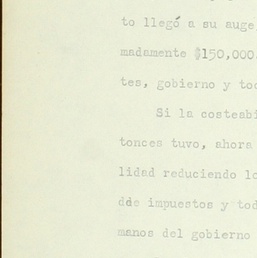 to llegó a su auge,
madamente $150,000.
tes, gobierno y tod
Si la costeabi
tonces tuvo, ahora
lidad reduciendo lo
dde impuestos y tod
manos del gobierno